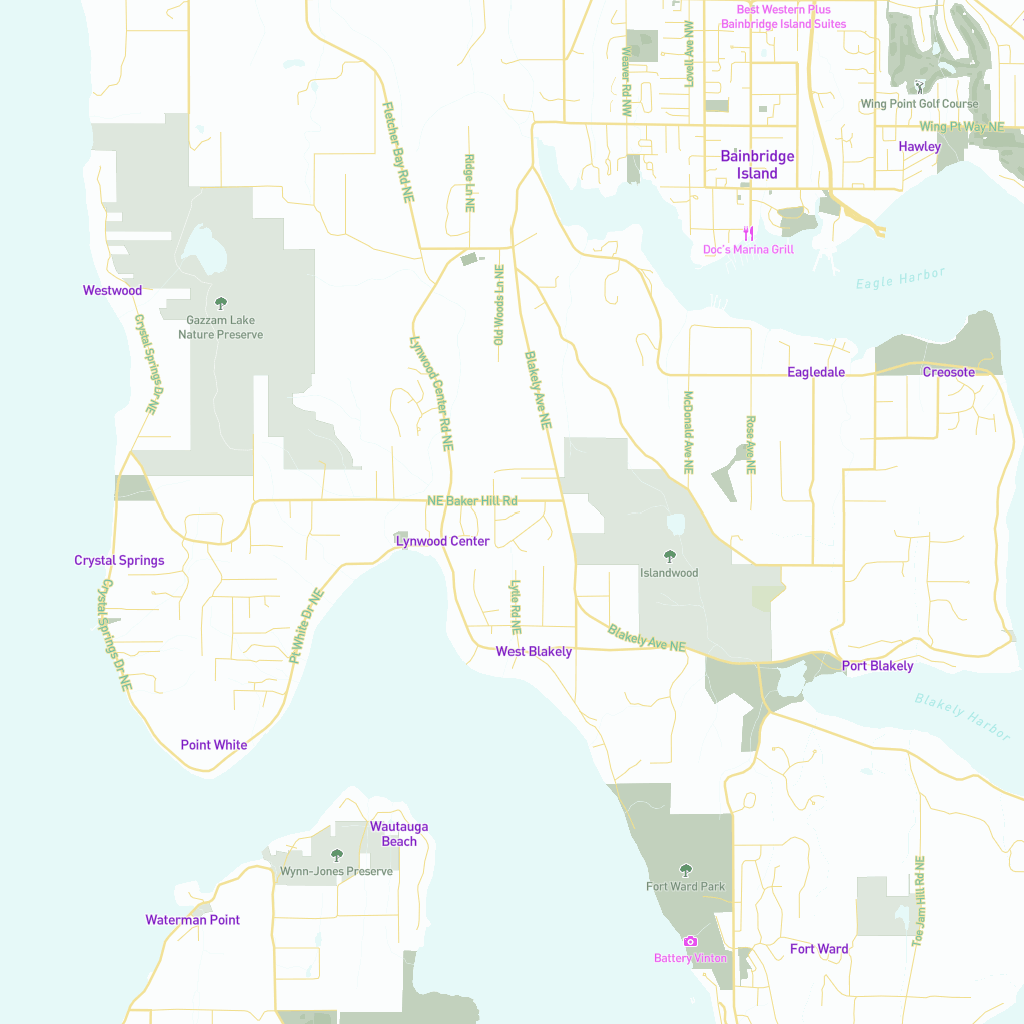 Best Western Plus
Bainbridge Island Suites
Weaver Rd NW
Lovell Ave NW
Wing Point Golf Course
Wing Pt Way NE
Hawley
Fletcher Bay Rd NE
Ridge Ln NE
Bainbridge
Island
Doc's Marina Grill
Eagle Harbor
Westwood
Gazzam Lake
Nature Preserve
Old Woods Ln NE
Crystal Springs Dr NE
Lynwood Center Rd NE
Blakely Ave NE
Eagledale
Creosote
McDonald Ave NE
Rose Ave NE
NE Baker Hill Rd
Lynwood Center
Crystal Springs
Islandwood
Crystal Springs Dr NE
Pt White Dr NE
Lytle Rd NE
Blakely Ave NE
West Blakely
Port Blakely
Blakely Harbor
Point White
Wautauga
Beach
Wynn-Jones Preserve
Fort Ward Park
Toe Jam Hill Rd NE
Waterman Point
Fort Ward
Battery Vinton